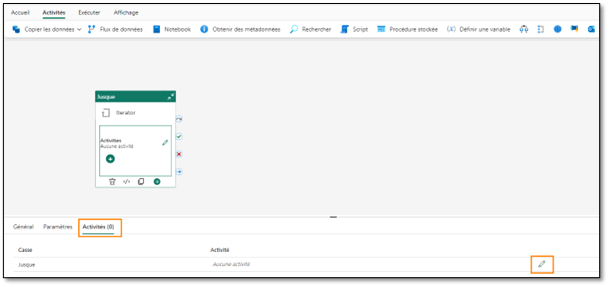 Accueil Activités Exécuter Affichage
Copier les données Flux de données Notebook Obtenir des métadonnées Rechercher Script Procédure stockée (x) Définir une variable
Jusque
Iterator
Activities
Aucune activité
Général Paramètres Activités (0)
Casse Activité
Jusque Aucune activité